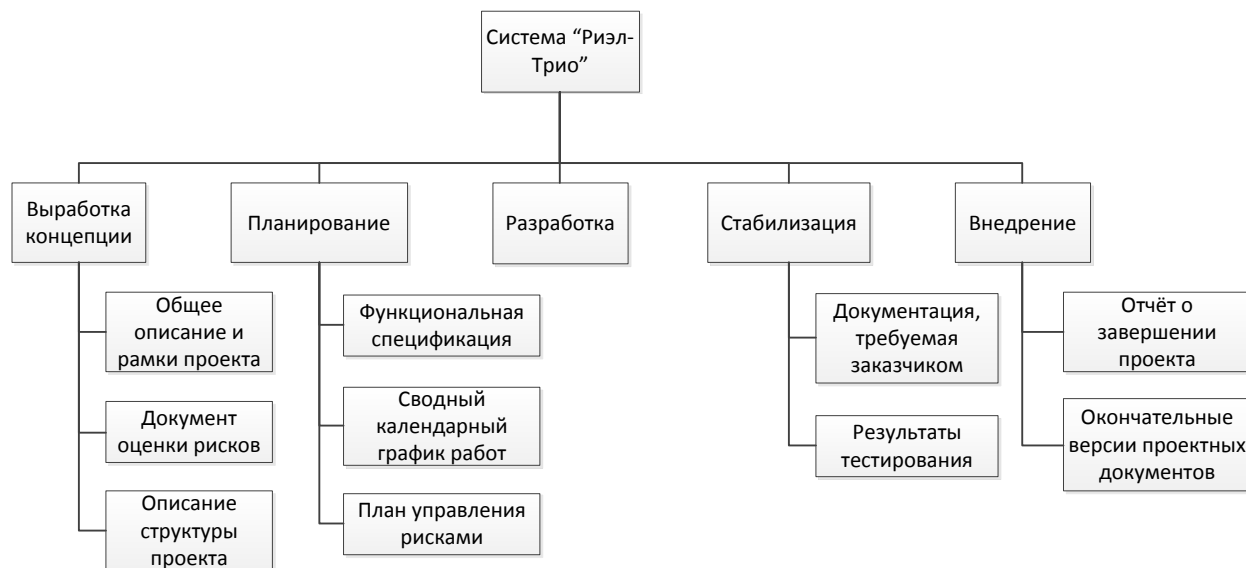 Система “Риэл-
Трио”
Выработка
концепции
Планирование
Разработка
Стабилизация
Внедрение
Общее
описание и
рамки проекта
Документ
оценки рисков
Описание
структуры
проекта
Функциональная
спецификация
Сводный
календарный
график работ
План управления
рисками
Документация,
требуемая
заказчиком
Результаты
тестирования
Отчёт о
завершении
проекта
Окончательные
версии проектных
документов